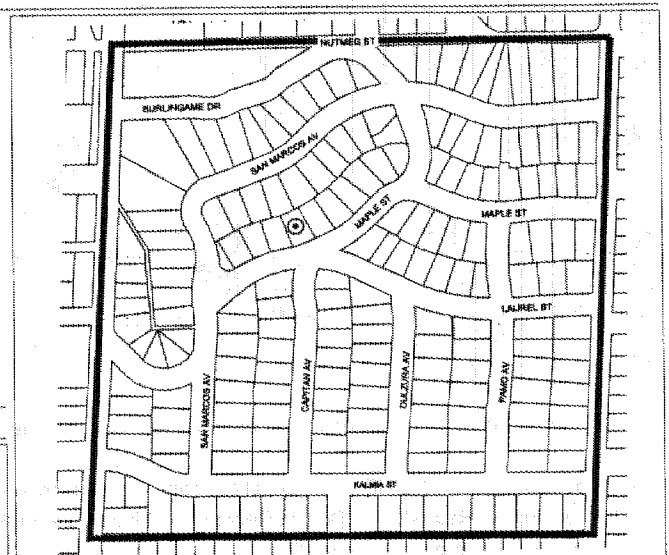 NUTMEG ST
BURLINGAME DR
SAN MARCOS AV
MAPLE ST
MAPLE ST
LAUREL ST
SAN MARCOS AV
CAPITAN AV
DULZURA AV
PAMO AV
KALMIA ST